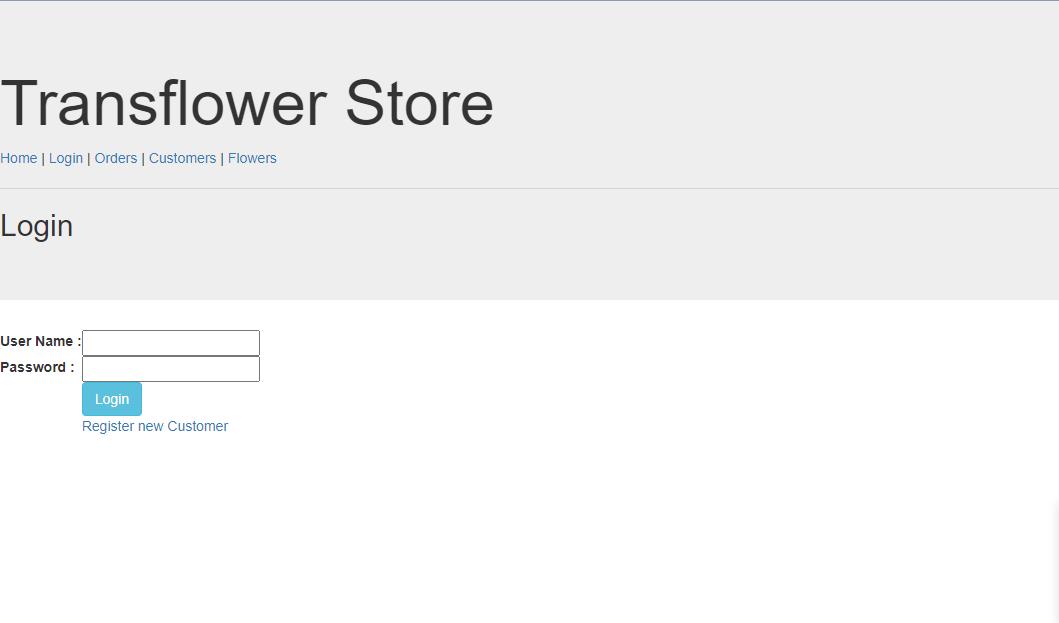 Transflower Store
Home | Login | Orders | Customers | Flowers
Login
User Name :
Password :
Login
Register new Customer